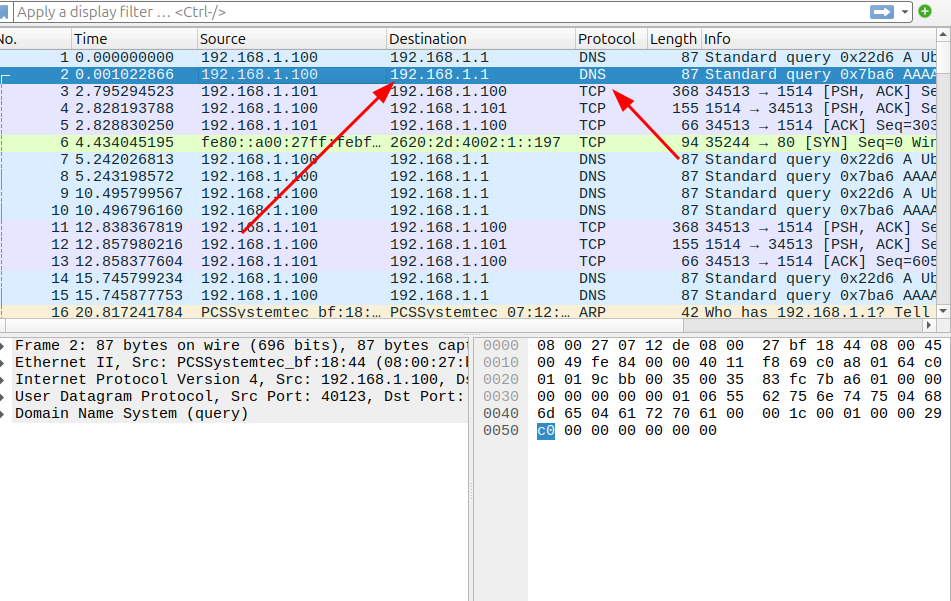 Apply a display filter … <Ctrl-/>
No. Time Source Destination Protocol Length Info
1 0.000000000 192.168.1.100 192.168.1.1 DNS 87 Standard query 0x22d6 A Ub
2 0.001022866 192.168.1.100 192.168.1.1 DNS 87 Standard query 0x7ba6 AAAA
3 2.795294523 192.168.1.101 192.168.1.100 TCP 368 34513 → 1514 [PSH, ACK] Se
4 2.828193788 192.168.1.100 192.168.1.101 TCP 155 1514 → 34513 [PSH, ACK] Se
5 2.828830250 192.168.1.101 192.168.1.100 TCP 66 34513 → 1514 [ACK] Seq=303
6 4.434045195 fe80::a00:27ff:febf… 2620:2d:4002:1::197 TCP 94 35244 → 80 [SYN] Seq=0 Win
7 5.242026813 192.168.1.100 192.168.1.1 DNS 87 Standard query 0x22d6 A Ub
8 5.243198572 192.168.1.100 192.168.1.1 DNS 87 Standard query 0x7ba6 AAAA
9 10.495799567 192.168.1.100 192.168.1.1 DNS 87 Standard query 0x22d6 A Ub
10 10.496796160 192.168.1.100 192.168.1.1 DNS 87 Standard query 0x7ba6 AAAA
11 12.838367819 192.168.1.101 192.168.1.100 TCP 368 34513 → 1514 [PSH, ACK] Se
12 12.857980216 192.168.1.100 192.168.1.101 TCP 155 1514 → 34513 [PSH, ACK] Se
13 12.858377604 192.168.1.101 192.168.1.100 TCP 66 34513 → 1514 [ACK] Seq=605
14 15.745799234 192.168.1.100 192.168.1.1 DNS 87 Standard query 0x22d6 A Ub
15 15.745877753 192.168.1.100 192.168.1.1 DNS 87 Standard query 0x7ba6 AAAA
16 20.817241784 PCSSystemtec_bf:18:… PCSSystemtec_07:12:… ARP 42 Who has 192.168.1.1? Tell
Frame 2: 87 bytes on wire (696 bits), 87 bytes capt
Ethernet II, Src: PCSSystemtec_bf:18:44 (08:00:27:b
Internet Protocol Version 4, Src: 192.168.1.100, Ds
User Datagram Protocol, Src Port: 40123, Dst Port:
Domain Name System (query)
0000 08 00 27 07 12 de 08 00 27 bf 18 44 08 00 45
0010 00 49 fe 84 00 00 40 11 f8 69 c0 a8 01 64 c0
0020 01 01 9c bb 00 35 00 35 83 fc 7b a6 01 00 00
0030 00 00 00 00 00 01 06 55 62 75 6e 74 75 04 68
0040 6d 65 04 61 72 70 61 00 00 1c 00 01 00 00 29
0050 c0 00 00 00 00 00 00